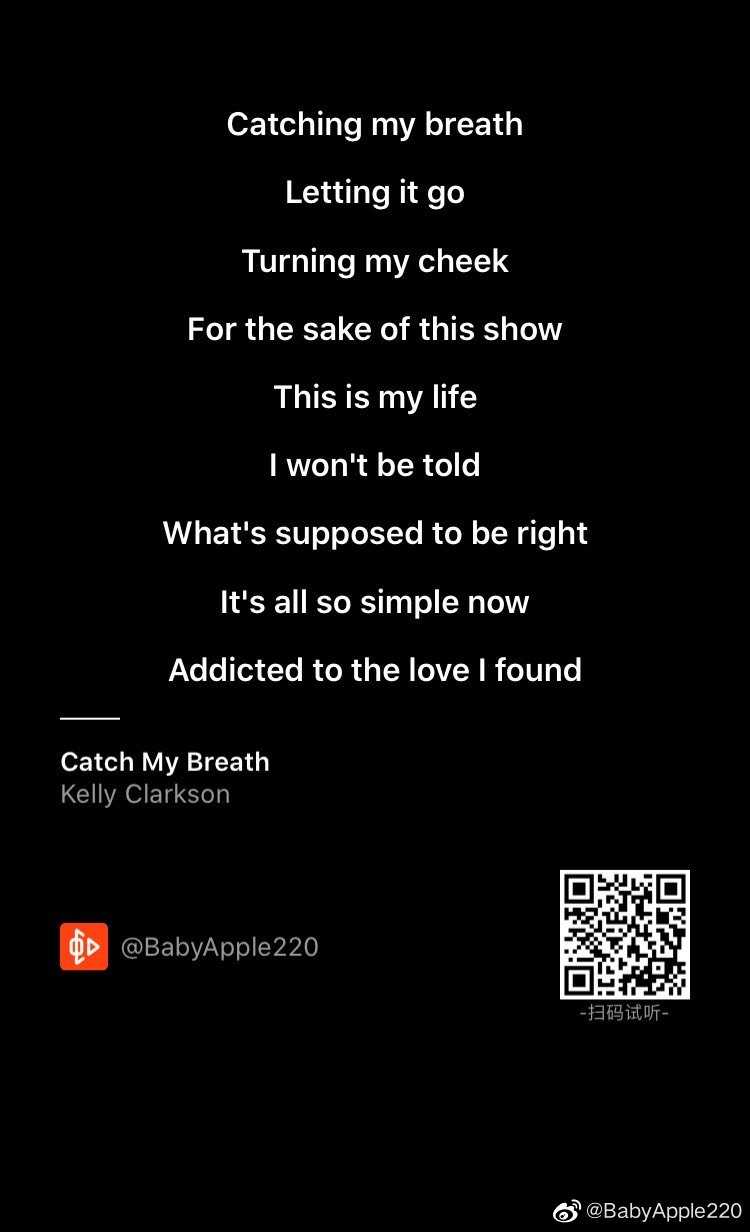 Catching my breath
Letting it go
Turning my cheek
For the sake of this show
This is my life
I won't be told
What's supposed to be right
It's all so simple now
Addicted to the love I found
Catch My Breath
Kelly Clarkson
@BabyApple220
-扫码试听-
@BabyApple220